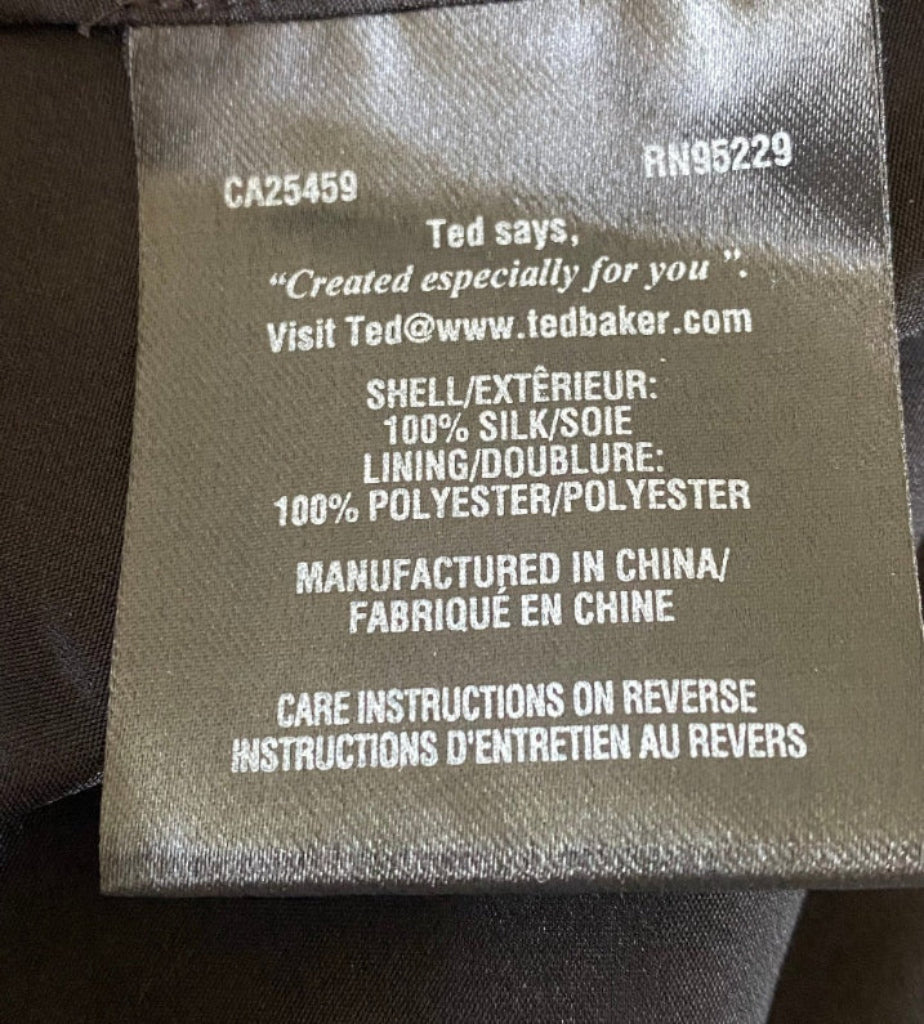 CA25459 RN95229
Ted says,
“Created especially for you ”.
Visit Ted@www.tedbaker.com
SHELL/EXTÊRIEUR:
100% SILK/SOIE
LINING/DOUBLURE:
100% POLYESTER/POLYESTER
MANUFACTURED IN CHINA/
FABRIQUÉ EN CHINE
CARE INSTRUCTIONS ON REVERSE
INSTRUCTIONS D'ENTRETIEN AU REVERS